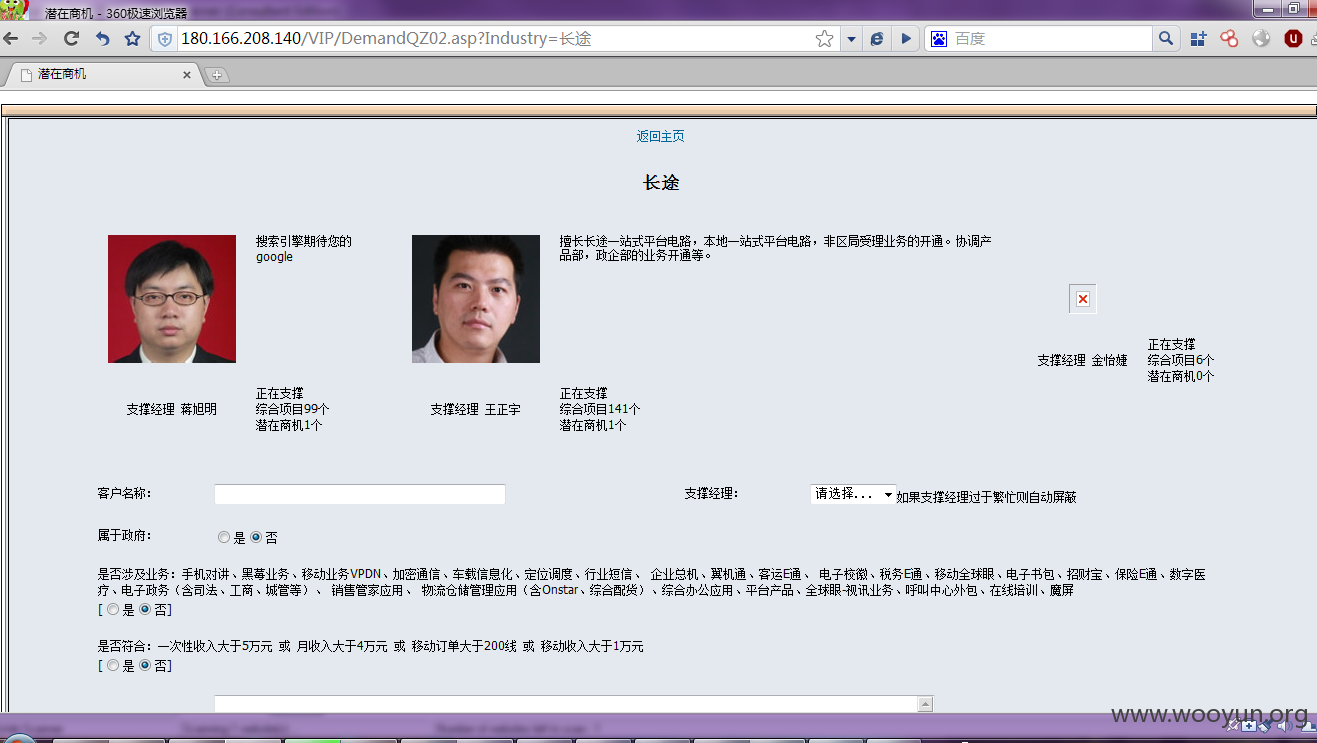 潜在商机 - 360极速浏览器
180.166.208.140/VIP/DemandQZ02.asp?Industry=长途
百度
潜在商机
返回主页
长途
搜索引擎期待您的
google
擅长长途一站式平台电路，本地一站式平台电路，非区局受理业务的开通。协调产
品部，政企部的业务开通等。
支撑经理 蒋旭明
正在支撑
综合项目99个
潜在商机1个
支撑经理 王正宇
正在支撑
综合项目141个
潜在商机1个
支撑经理 金怡婕
正在支撑
综合项目6个
潜在商机0个
客户名称：
支撑经理：
请选择...
如果支撑经理过于繁忙则自动屏蔽
属于政府：
是 否
是否涉及业务：手机对讲、黑莓业务、移动业务VPDN、加密通信、车载信息化、定位调度、行业短信、 企业总机、翼机通、客运E通、 电子校徽、税务E通、移动全球眼、电子书包、招财宝、保险E通、数字医
疗、电子政务（含司法、工商、城管等）、 销售管家应用、 物流仓储管理应用（含Onstar、综合配货）、综合办公应用、平台产品、全球眼-视讯业务、呼叫中心外包、在线培训、魔屏
[ 是 否]
是否符合：一次性收入大于5万元 或 月收入大于4万元 或 移动订单大于200线 或 移动收入大于1万元
[ 是 否]
www.wooyun.org